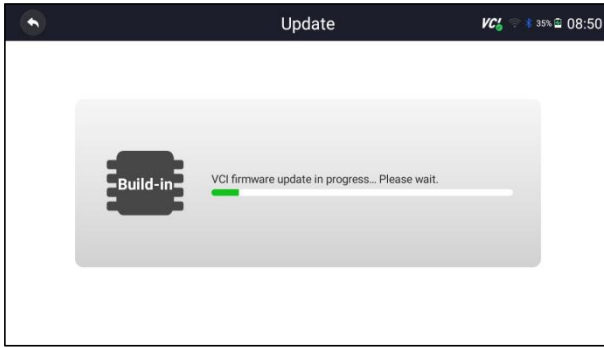 Update
VCI 35% 08:50
Build-in
VCI firmware update in progress... Please wait.